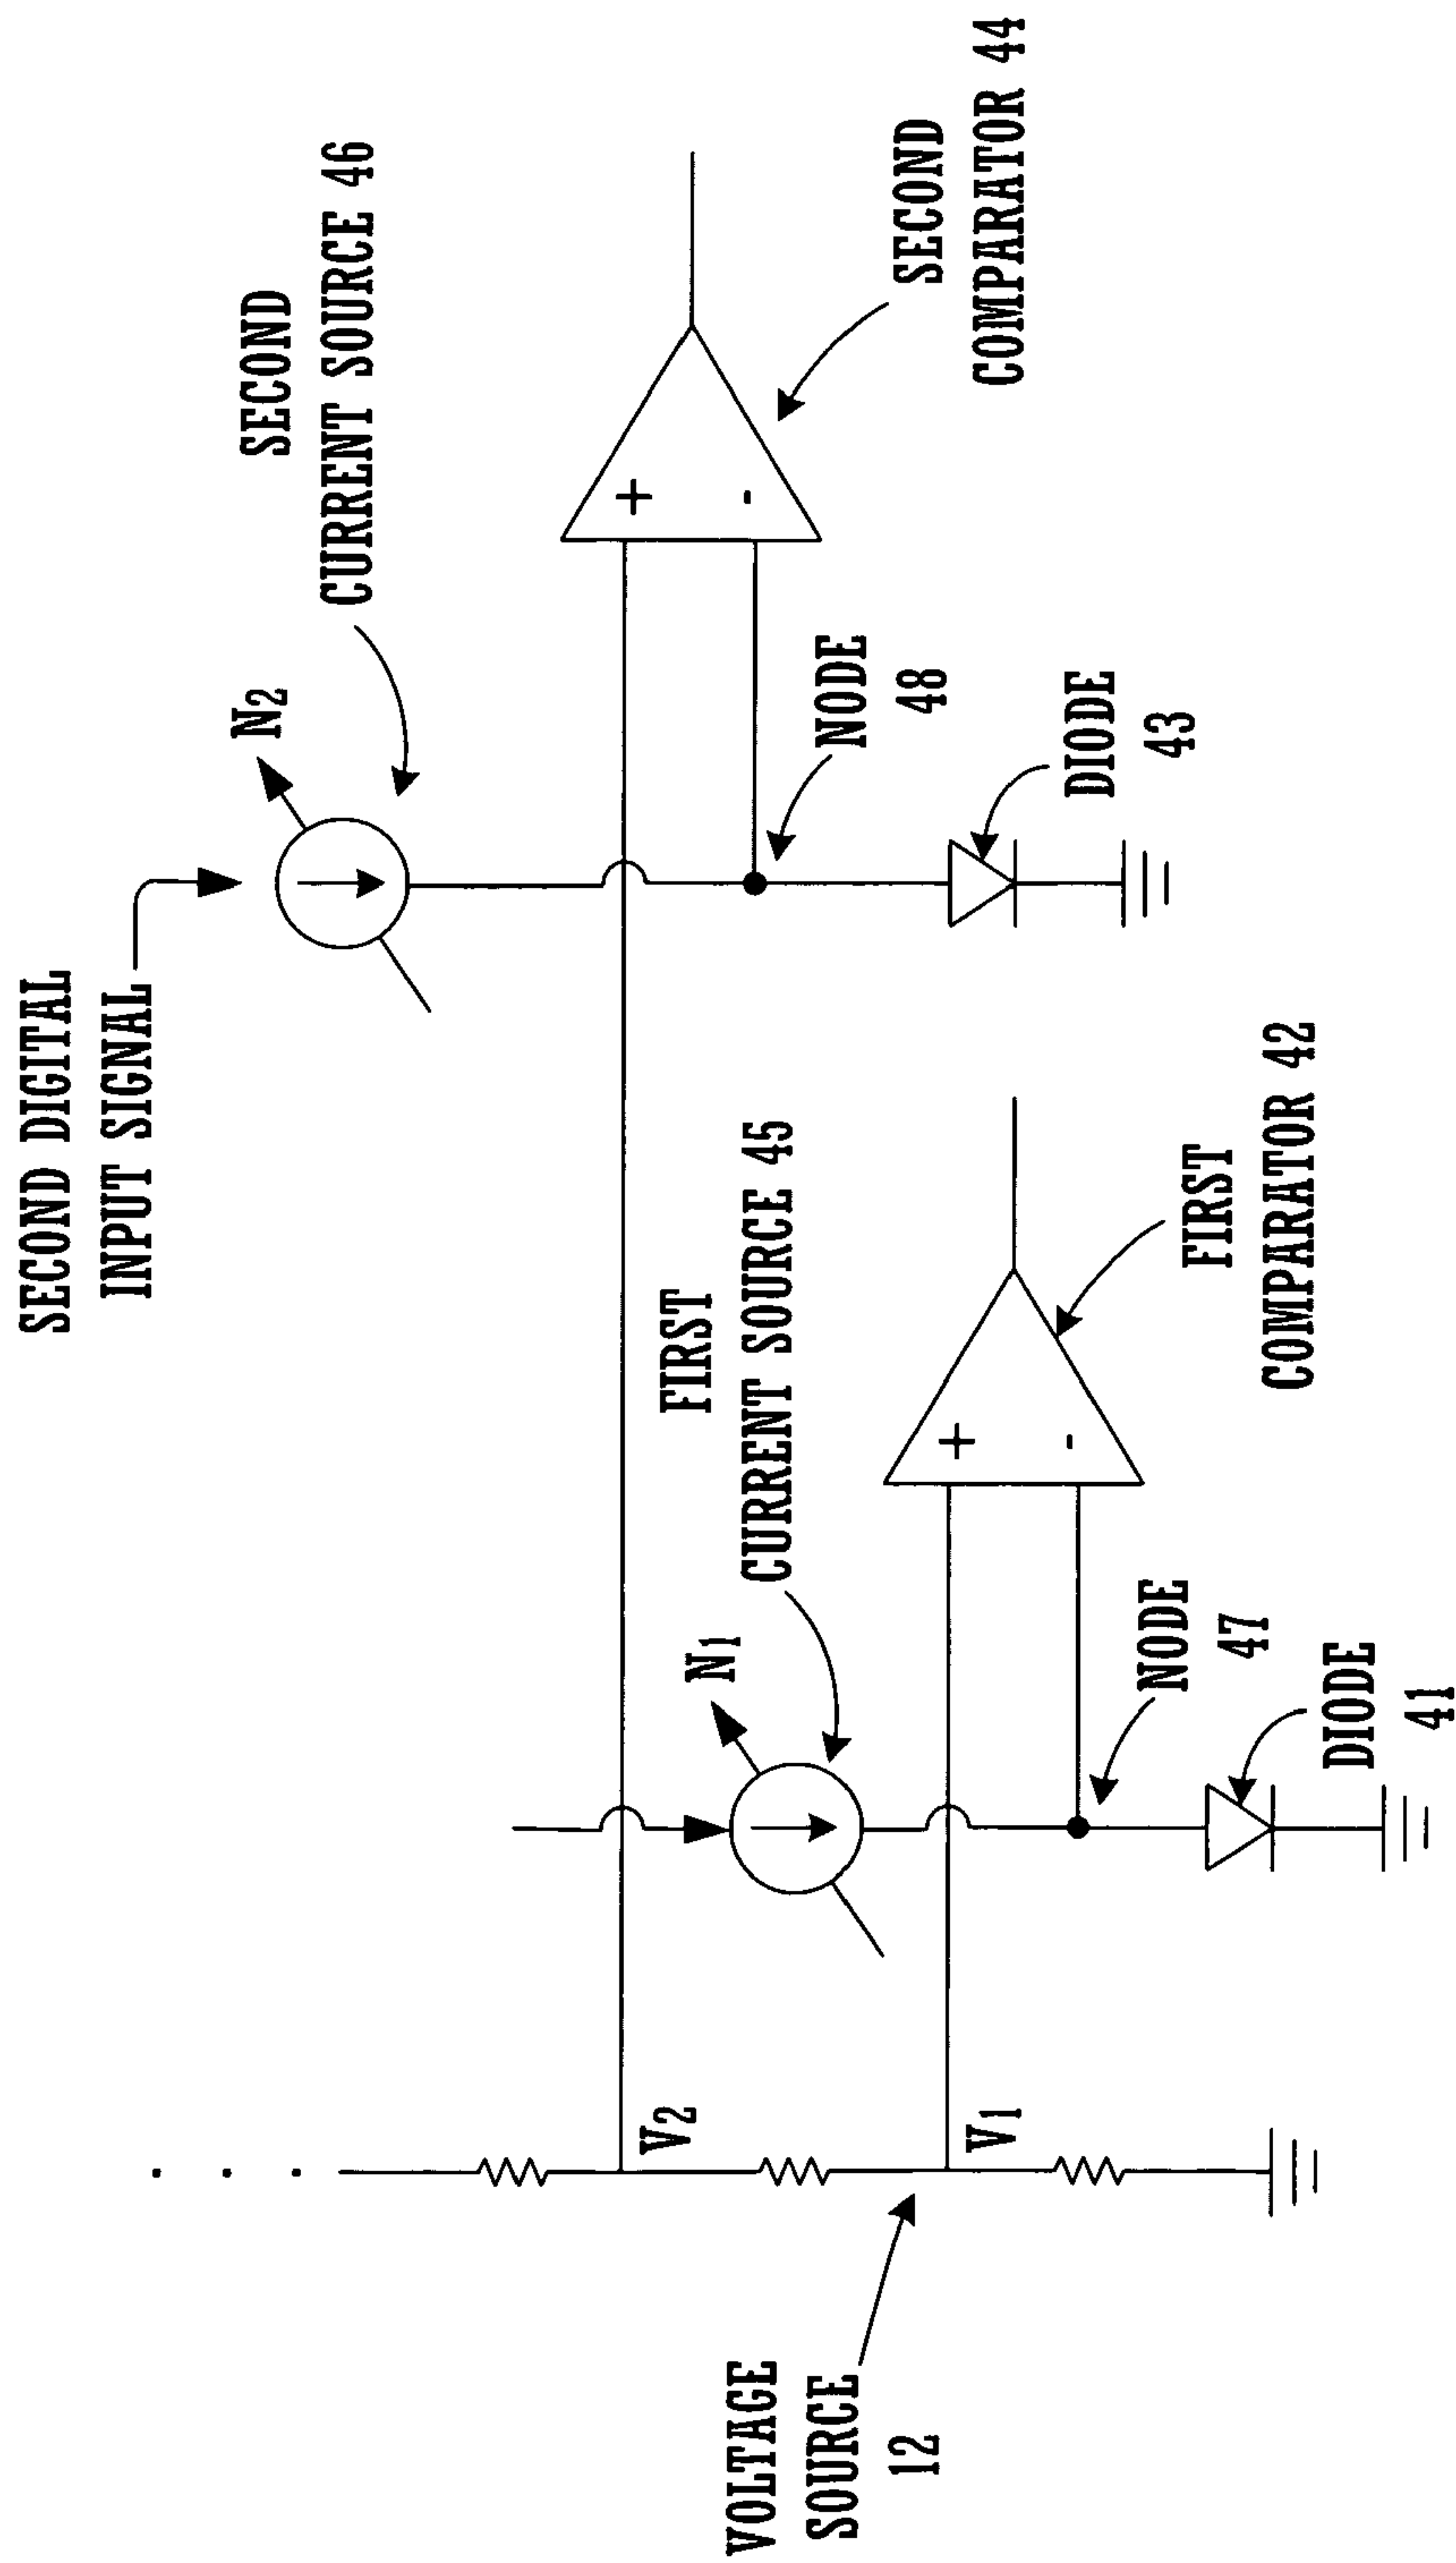 SECOND DIGITAL
INPUT SIGNAL
N2
SECOND
CURRENT SOURCE 46
+
-
SECOND
COMPARATOR 44
NODE
48
DIODE
43
N1
FIRST
CURRENT SOURCE 45
+
-
FIRST
COMPARATOR 42
NODE
47
DIODE
41
. . .
V2
V1
VOLTAGE
SOURCE
12